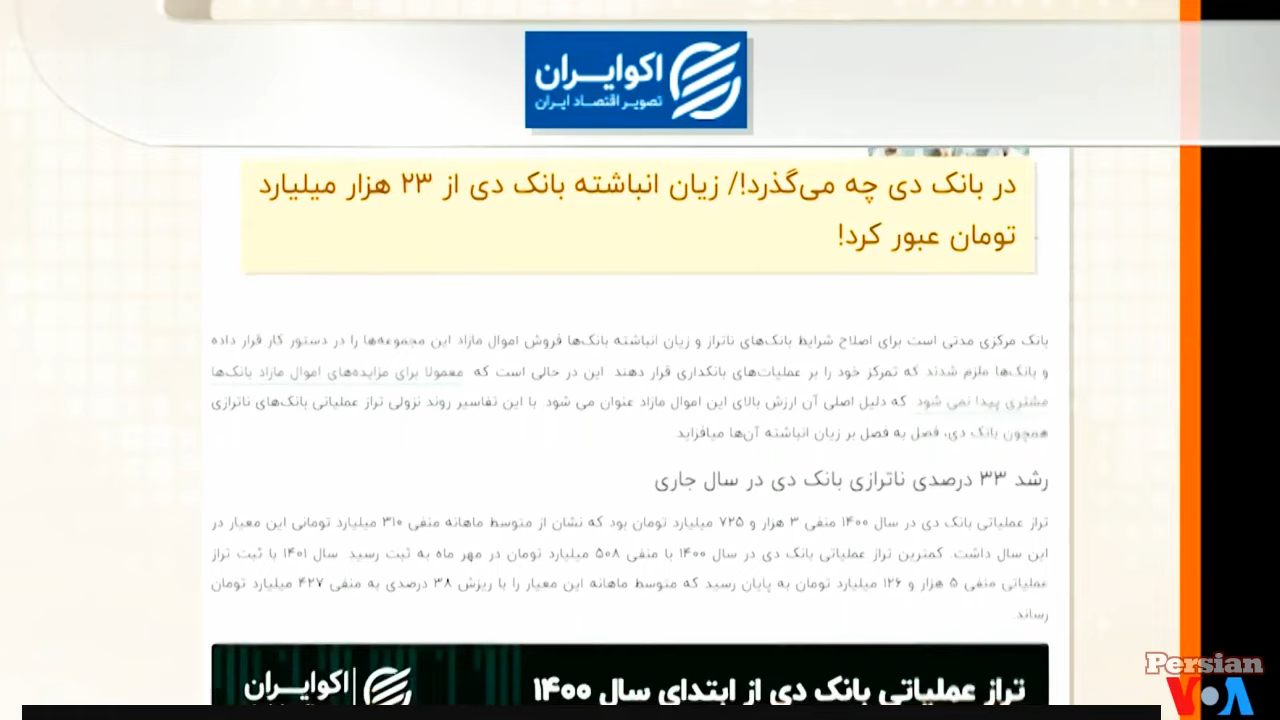 اکوایـــران
تصویـر اقتصـاد ایـران
در بانک دی چه می‌گذرد!/ زیان انباشته بانک دی از ۲۳ هزار میلیارد
تومان عبور کرد!
بانک مرکزی مدتی است برای اصلاح شرایط بانک‌های ناتراز و زیان انباشته بانک‌ها فروش اموال مازاد این مجموعه‌ها را در دستور کار قرار داده
و بانک‌ها ملزم شدند که تمرکز خود را بر عملیات‌های بانکداری قرار دهند این در حالی است که معمولا برای مزایده‌های اموال مازاد بانک‌ها
مشتری پیدا نمی شود که دلیل اصلی آن ارزش بالای این اموال مازاد عنوان می شود با این تفاسیر روند نزولی تراز عملیاتی بانک‌های ناترازی
همچون بانک دی، فصل به فصل بر زیان انباشته آن‌ها میافزاید
رشد ۳۳ درصدی ناترازی بانک دی در سال جاری
تراز عملیاتی بانک دی در سال ۱۴۰۰ منفی ۳ هزار و ۷۲۵ میلیارد تومان بود که نشان از متوسط ماهانه منفی ۳۱۰ میلیارد تومانی این معیار در
این سال داشت. کمترین تراز عملیاتی بانک دی در سال ۱۴۰۰ با منفی ۵۰۸ میلیارد تومان در مهر ماه به ثبت رسید سال ۱۴۰۱ با ثبت تراز
عملیاتی منفی ۵ هزار و ۱۲۶ میلیارد تومان به پایان رسید که متوسط ماهانه این معیار را با ریزش ۳۸ درصدی به منفی ۴۲۷ میلیارد تومان
رساند.
تراز عملیاتی بانک دی از ابتدای سال ۱۴۰۰
اکوایـــران
Persian
VOA